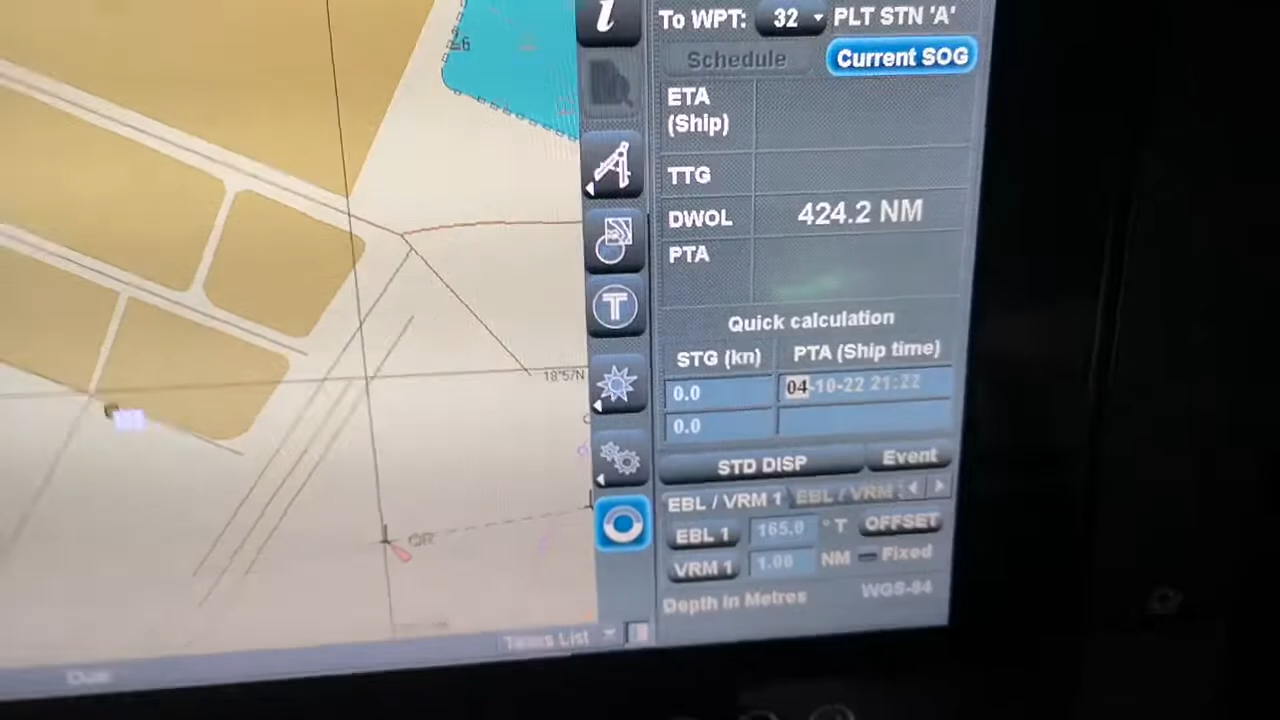 To WPT: 32 PLT STN 'A'
Schedule Current SOG
ETA
(Ship)
TTG
DWOL 424.2 NM
PTA
Quick calculation
STG (kn) PTA (Ship time)
0.0 04-10-22 21:22
0.0
STD DISP Event
EBL / VRM 1 EBL / VRM
EBL 1 165.0 °T OFFSET
VRM 1 1.00 NM Fixed
Depth in Metres WGS-84
Tasks List
18°57N